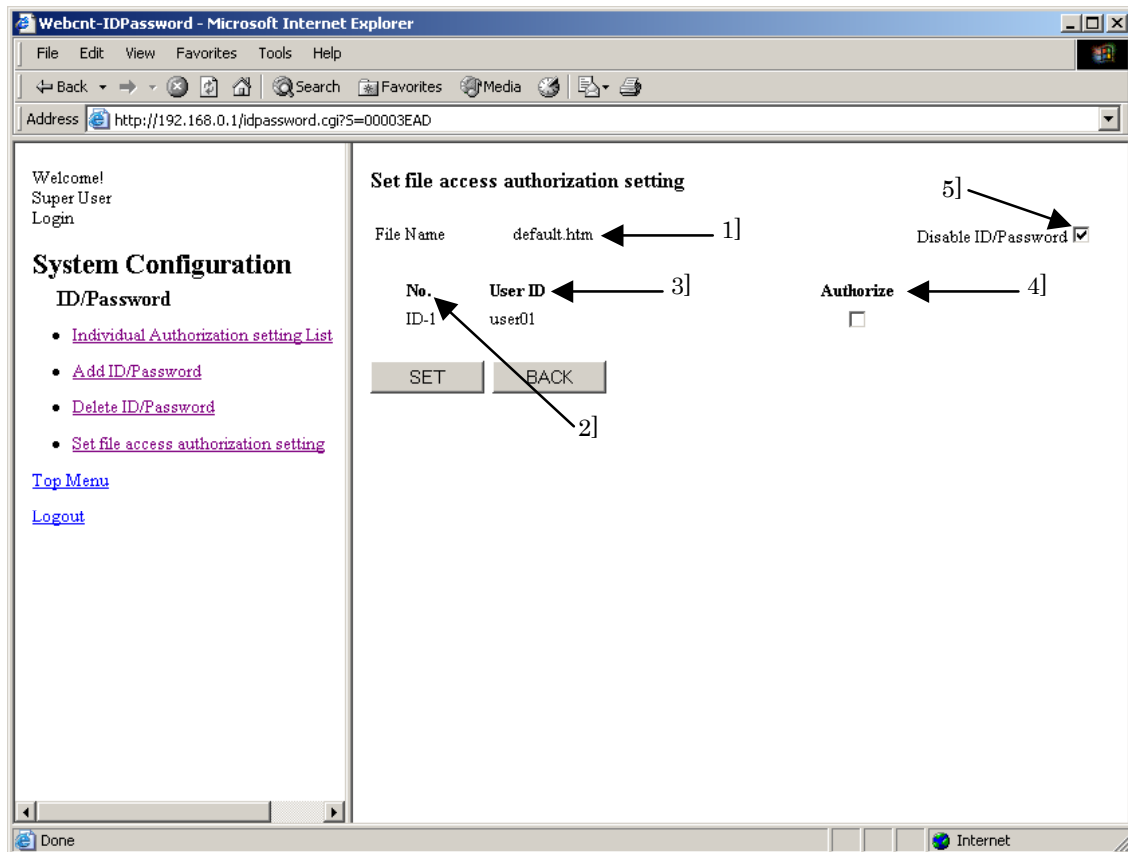 Webcnt-IDPassword - Microsoft Internet Explorer
File Edit View Favorites Tools Help
Back Search Favorites Media
Address http://192.168.0.1/idpassword.cgi?S=00003EAD
Welcome!
Super User
Login
System Configuration
ID/Password
Individual Authorization setting List
Add ID/Password
Delete ID/Password
Set file access authorization setting
Top Menu
Logout
Set file access authorization setting
5]
File Name default.htm 1] Disable ID/Password
No. User ID 3] Authorize 4]
ID-1 user01
SET BACK
2]
Done Internet